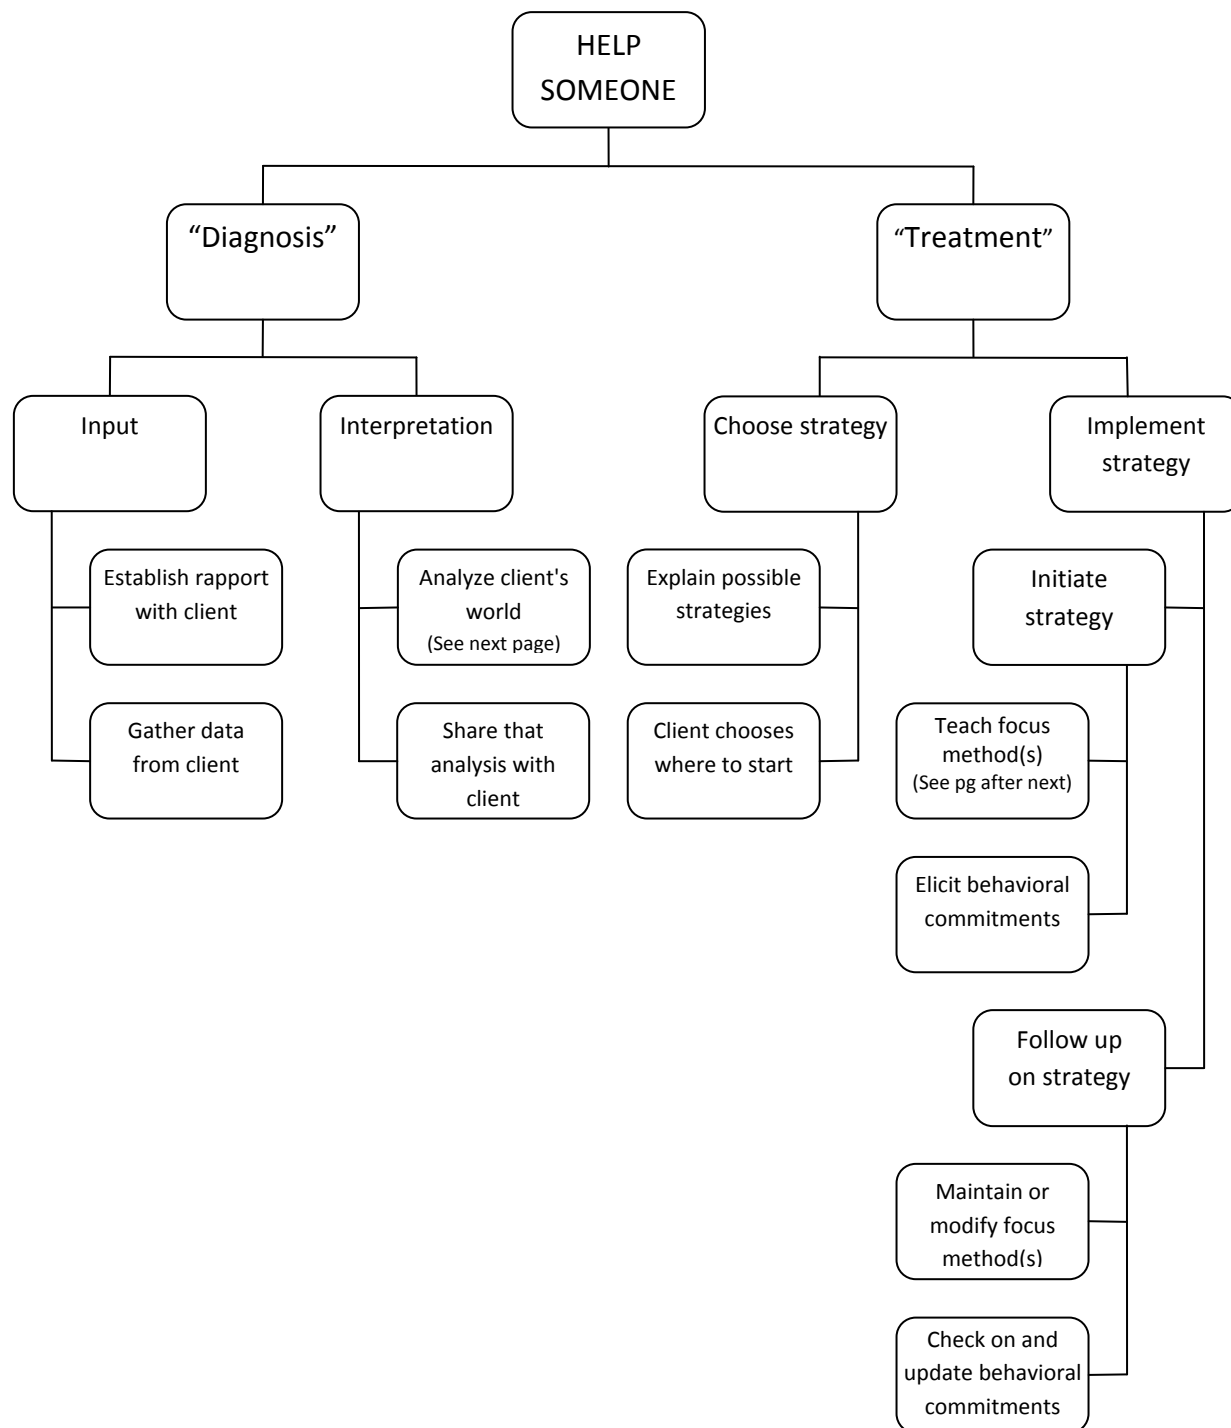 HELP
SOMEONE
“Diagnosis”
“Treatment”
Input
Interpretation
Choose strategy
Implement
strategy
Establish rapport
with client
Analyze client's
world
(See next page)
Explain possible
strategies
Initiate
strategy
Gather data
from client
Share that
analysis with
client
Client chooses
where to start
Teach focus
method(s)
(See pg after next)
Elicit behavioral
commitments
Follow up
on strategy
Maintain or
modify focus
method(s)
Check on and
update behavioral
commitments